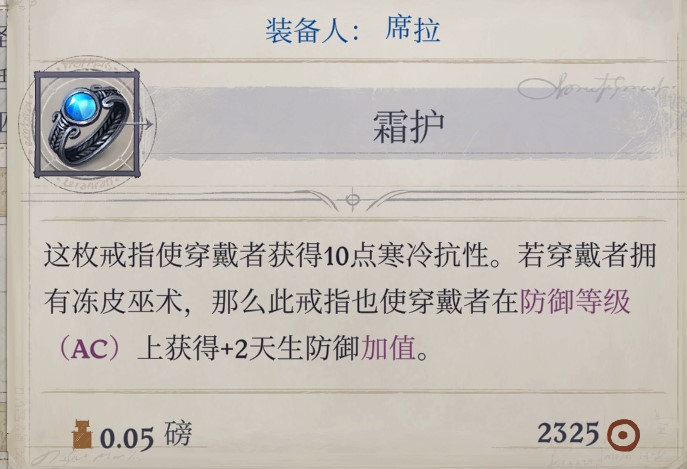 装备人： 席拉
霜护
这枚戒指使穿戴者获得10点寒冷抗性。若穿戴者拥
有冻皮巫术，那么此戒指也使穿戴者在防御等级
（AC）上获得+2天生防御加值。
0.05 磅
2325